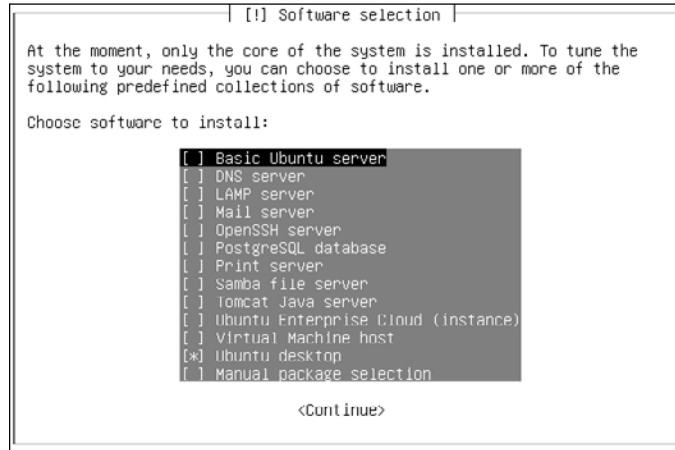 [!] Software selection
At the moment, only the core of the system is installed. To tune the
system to your needs, you can choose to install one or more of the
following predefined collections of software.
Choose software to install:
[ ] Basic Ubuntu server
[ ] DNS server
[ ] LAMP server
[ ] Mail server
[ ] OpenSSH server
[ ] PostgreSQL database
[ ] Print server
[ ] Samba file server
[ ] Tomcat Java server
[ ] Ubuntu Enterprise Cloud (instance)
[ ] Virtual Machine host
[*] Ubuntu desktop
[ ] Manual package selection
<Continue>